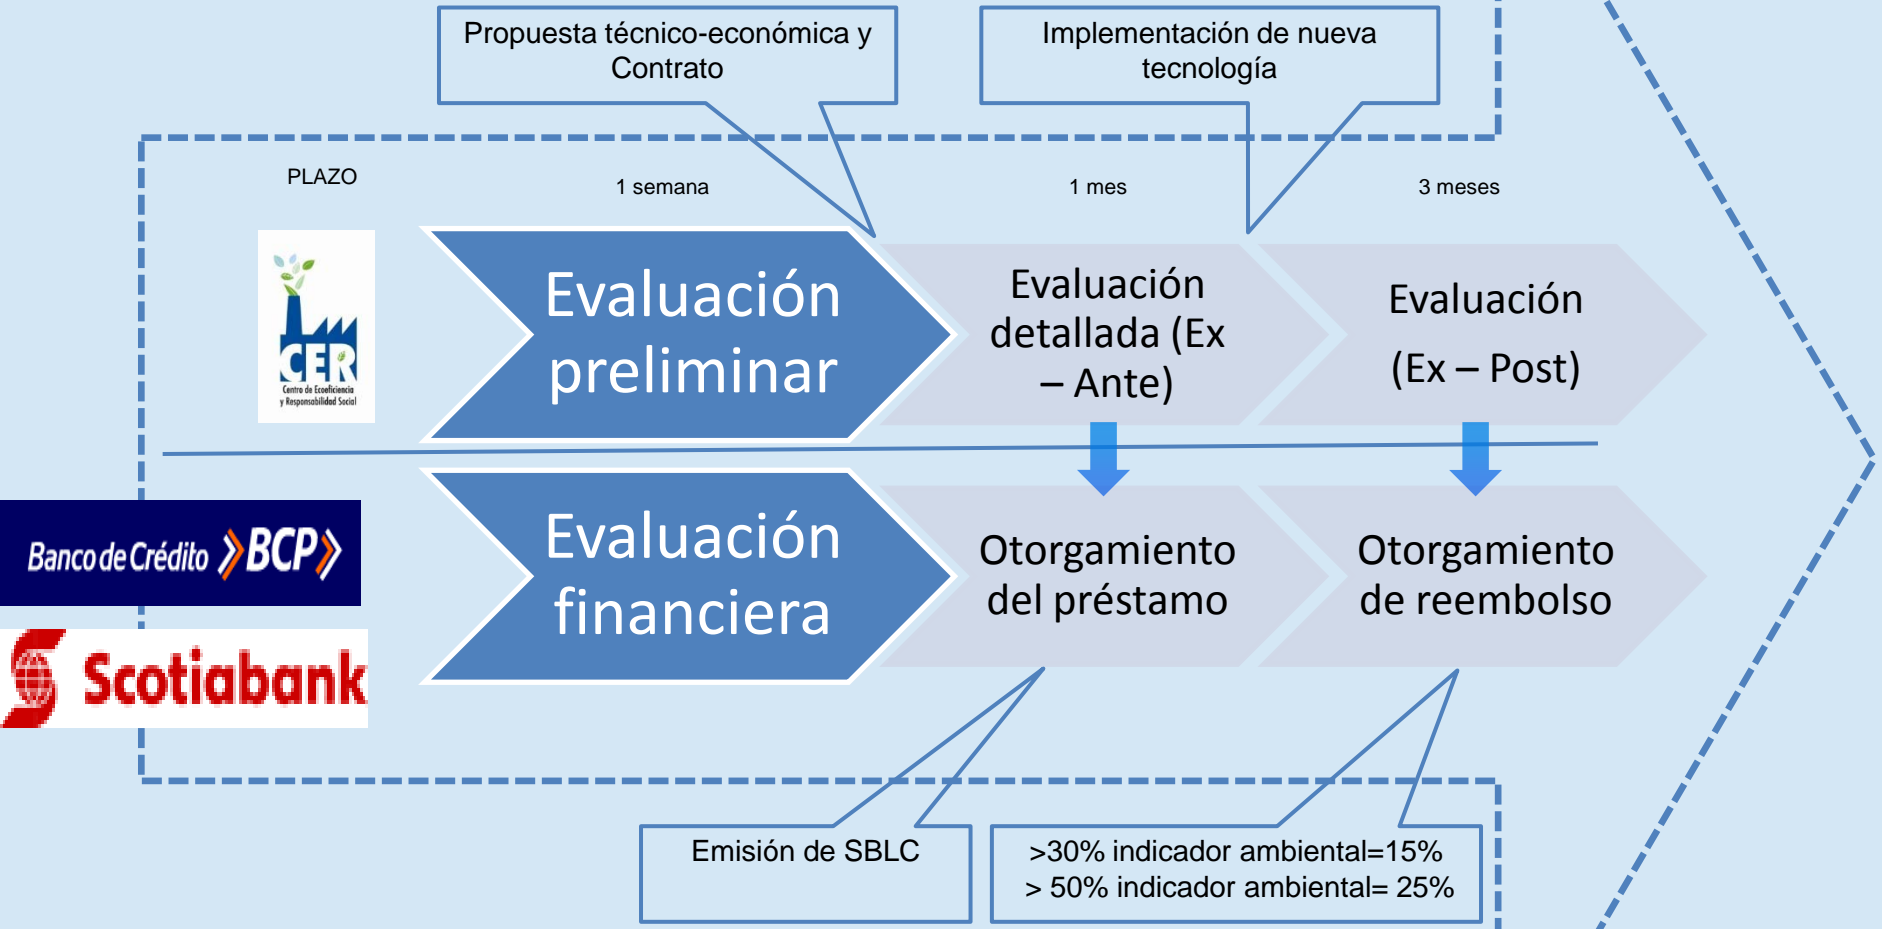 Propuesta técnico-económica y
Contrato
Implementación de nueva
tecnología
PLAZO
1 semana
1 mes
3 meses
CER
Centro de Ecoeficiencia
y Responsabilidad Social
Evaluación
preliminar
Evaluación
detallada (Ex
– Ante)
Evaluación
(Ex – Post)
Banco de Crédito BCP
Scotiabank
Evaluación
financiera
Otorgamiento
del préstamo
Otorgamiento
de reembolso
Emisión de SBLC
>30% indicador ambiental=15%
> 50% indicador ambiental= 25%